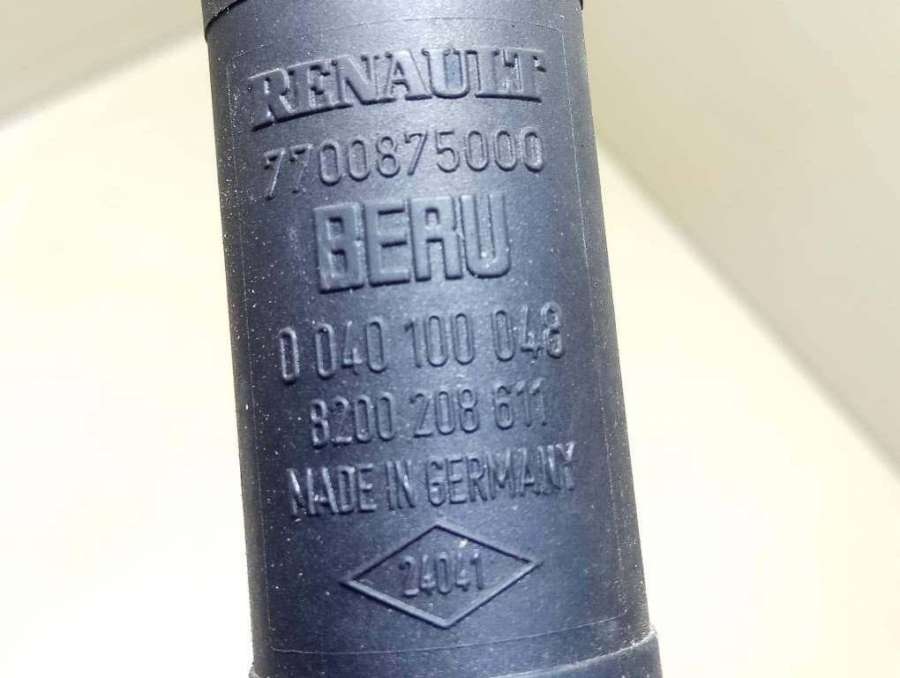 RENAULT
7700875000
BERU
0 040 100 048
8200 208 611
MADE IN GERMANY
24041